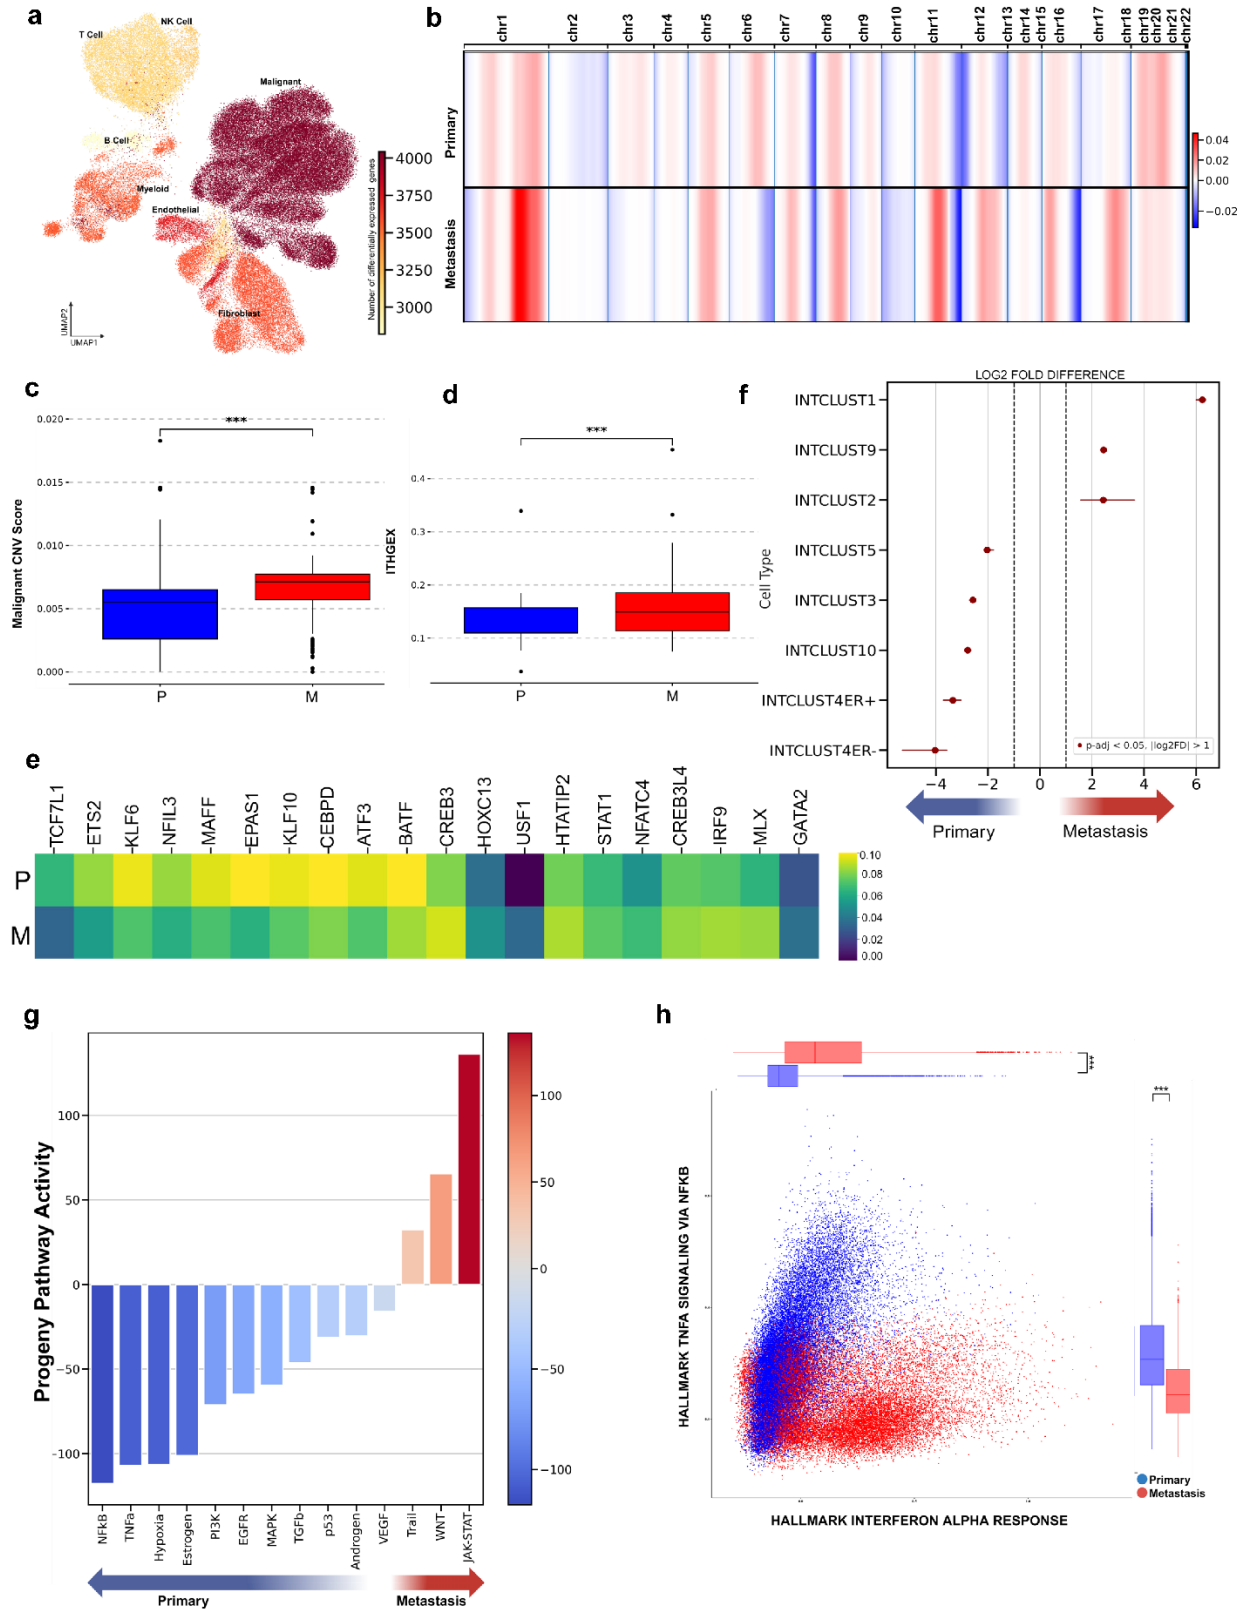 a
NK Cell
T Cell
Malignant
B Cell
Myeloid
Endothelial
Fibroblast
UMAP2
UMAP1
Number of differentially expressed genes
4000
3750
3500
3250
3000
b
chr1
chr2
chr3
chr4
chr5
chr6
chr7
chr8
chr9
chr10
chr11
chr12
chr13
chr14
chr15
chr16
chr17
chr18
chr19
chr20
chr21
chr22
Primary
Metastasis
0.04
0.02
0.00
−0.02
c
Malignant CNV Score
0.020
0.015
0.010
0.005
0.000
***
P
M
d
ITHGEX
0.4
0.3
0.2
0.1
***
P
M
f
LOG2 FOLD DIFFERENCE
Cell Type
INTCLUST1
INTCLUST9
INTCLUST2
INTCLUST5
INTCLUST3
INTCLUST10
INTCLUST4ER+
INTCLUST4ER-
p-adj < 0.05, |log2FD| > 1
−4
−2
0
2
4
6
Primary
Metastasis
e
TCF7L1
ETS2
KLF6
NFIL3
MAFF
EPAS1
KLF10
CEBPD
ATF3
BATF
CREB3
HOXC13
USF1
HTATIP2
STAT1
NFATC4
CREB3L4
IRF9
MLX
GATA2
P
M
0.10
0.08
0.06
0.04
0.02
0.00
g
Progeny Pathway Activity
100
50
0
−50
−100
100
50
0
−50
−100
NFkB
TNFa
Hypoxia
Estrogen
PI3K
EGFR
MAPK
TGFb
p53
Androgen
VEGF
Trail
WNT
JAK-STAT
Primary
Metastasis
h
***
***
HALLMARK TNFA SIGNALING VIA NFKB
HALLMARK INTERFERON ALPHA RESPONSE
Primary
Metastasis